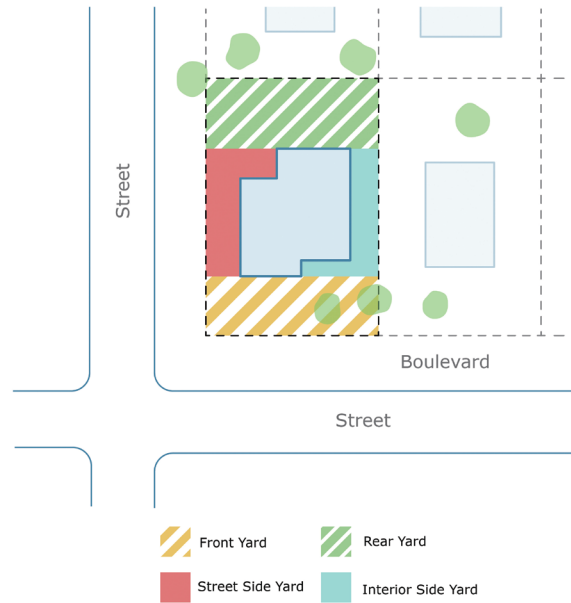 Street
Boulevard
Street
Front Yard
Rear Yard
Street Side Yard
Interior Side Yard